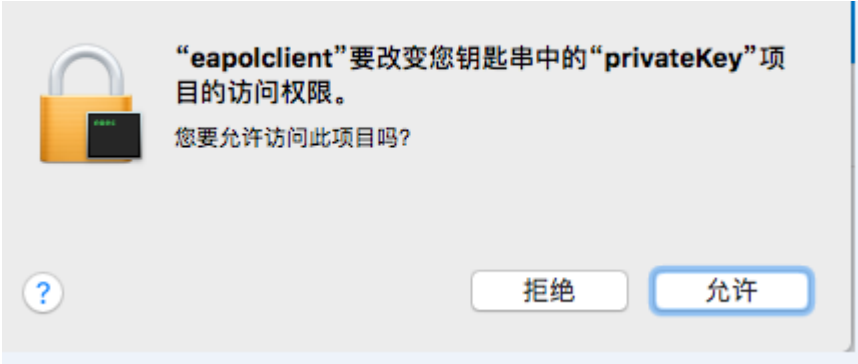 “eapolclient”要改变您钥匙串中的“privateKey”项
目的访问权限。
您要允许访问此项目吗?
?
拒绝
允许